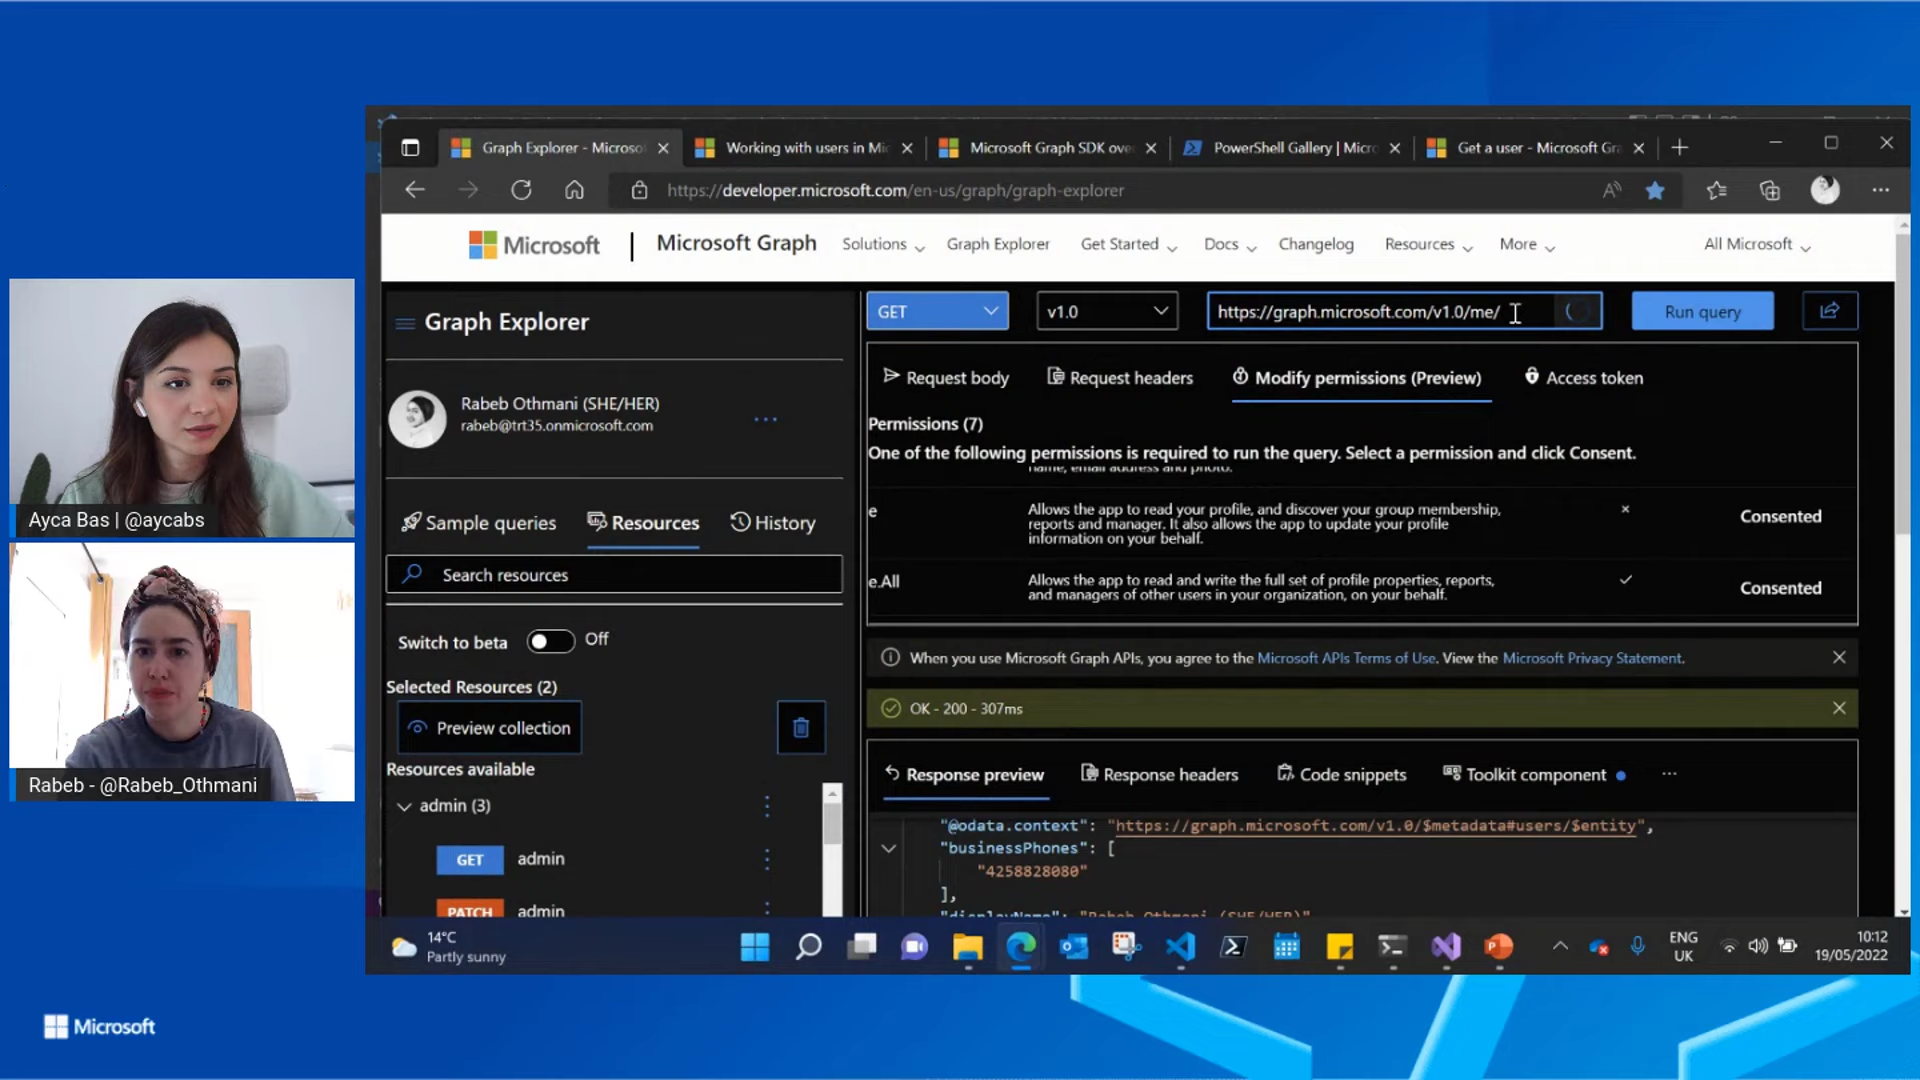 Graph Explorer - Microso
Working with users in Mi
Microsoft Graph SDK ove
PowerShell Gallery | Micr
Get a user - Microsoft Gra
https://developer.microsoft.com/en-us/graph/graph-explorer
Microsoft
Microsoft Graph
Solutions
Graph Explorer
Get Started
Docs
Changelog
Resources
More
All Microsoft
Graph Explorer
GET
v1.0
https://graph.microsoft.com/v1.0/me/
Run query
Rabeb Othmani (SHE/HER)
rabeb@trt35.onmicrosoft.com
...
Request body
Request headers
Modify permissions (Preview)
Access token
Permissions (7)
One of the following permissions is required to run the query. Select a permission and click Consent.
name, email address and photo.
e
Allows the app to read your profile, and discover your group membership,
reports and manager. It also allows the app to update your profile
information on your behalf.
Consented
e.All
Allows the app to read and write the full set of profile properties, reports,
and managers of other users in your organization, on your behalf.
Consented
Sample queries
Resources
History
Search resources
Switch to beta
Off
Selected Resources (2)
Preview collection
Resources available
admin (3)
GET
admin
PATCH
admin
When you use Microsoft Graph APIs, you agree to the Microsoft APIs Terms of Use. View the Microsoft Privacy Statement.
OK - 200 - 307ms
Response preview
Response headers
Code snippets
Toolkit component
...
"@odata.context": "https://graph.microsoft.com/v1.0/$metadata#users/$entity",
"businessPhones": [
"4258828080"
],
"displayName": "Rabeb Othmani (SHE/HER)"
14°C
Partly sunny
ENG
UK
10:12
19/05/2022
Ayca Bas | @aycabs
Rabeb - @Rabeb_Othmani
Microsoft